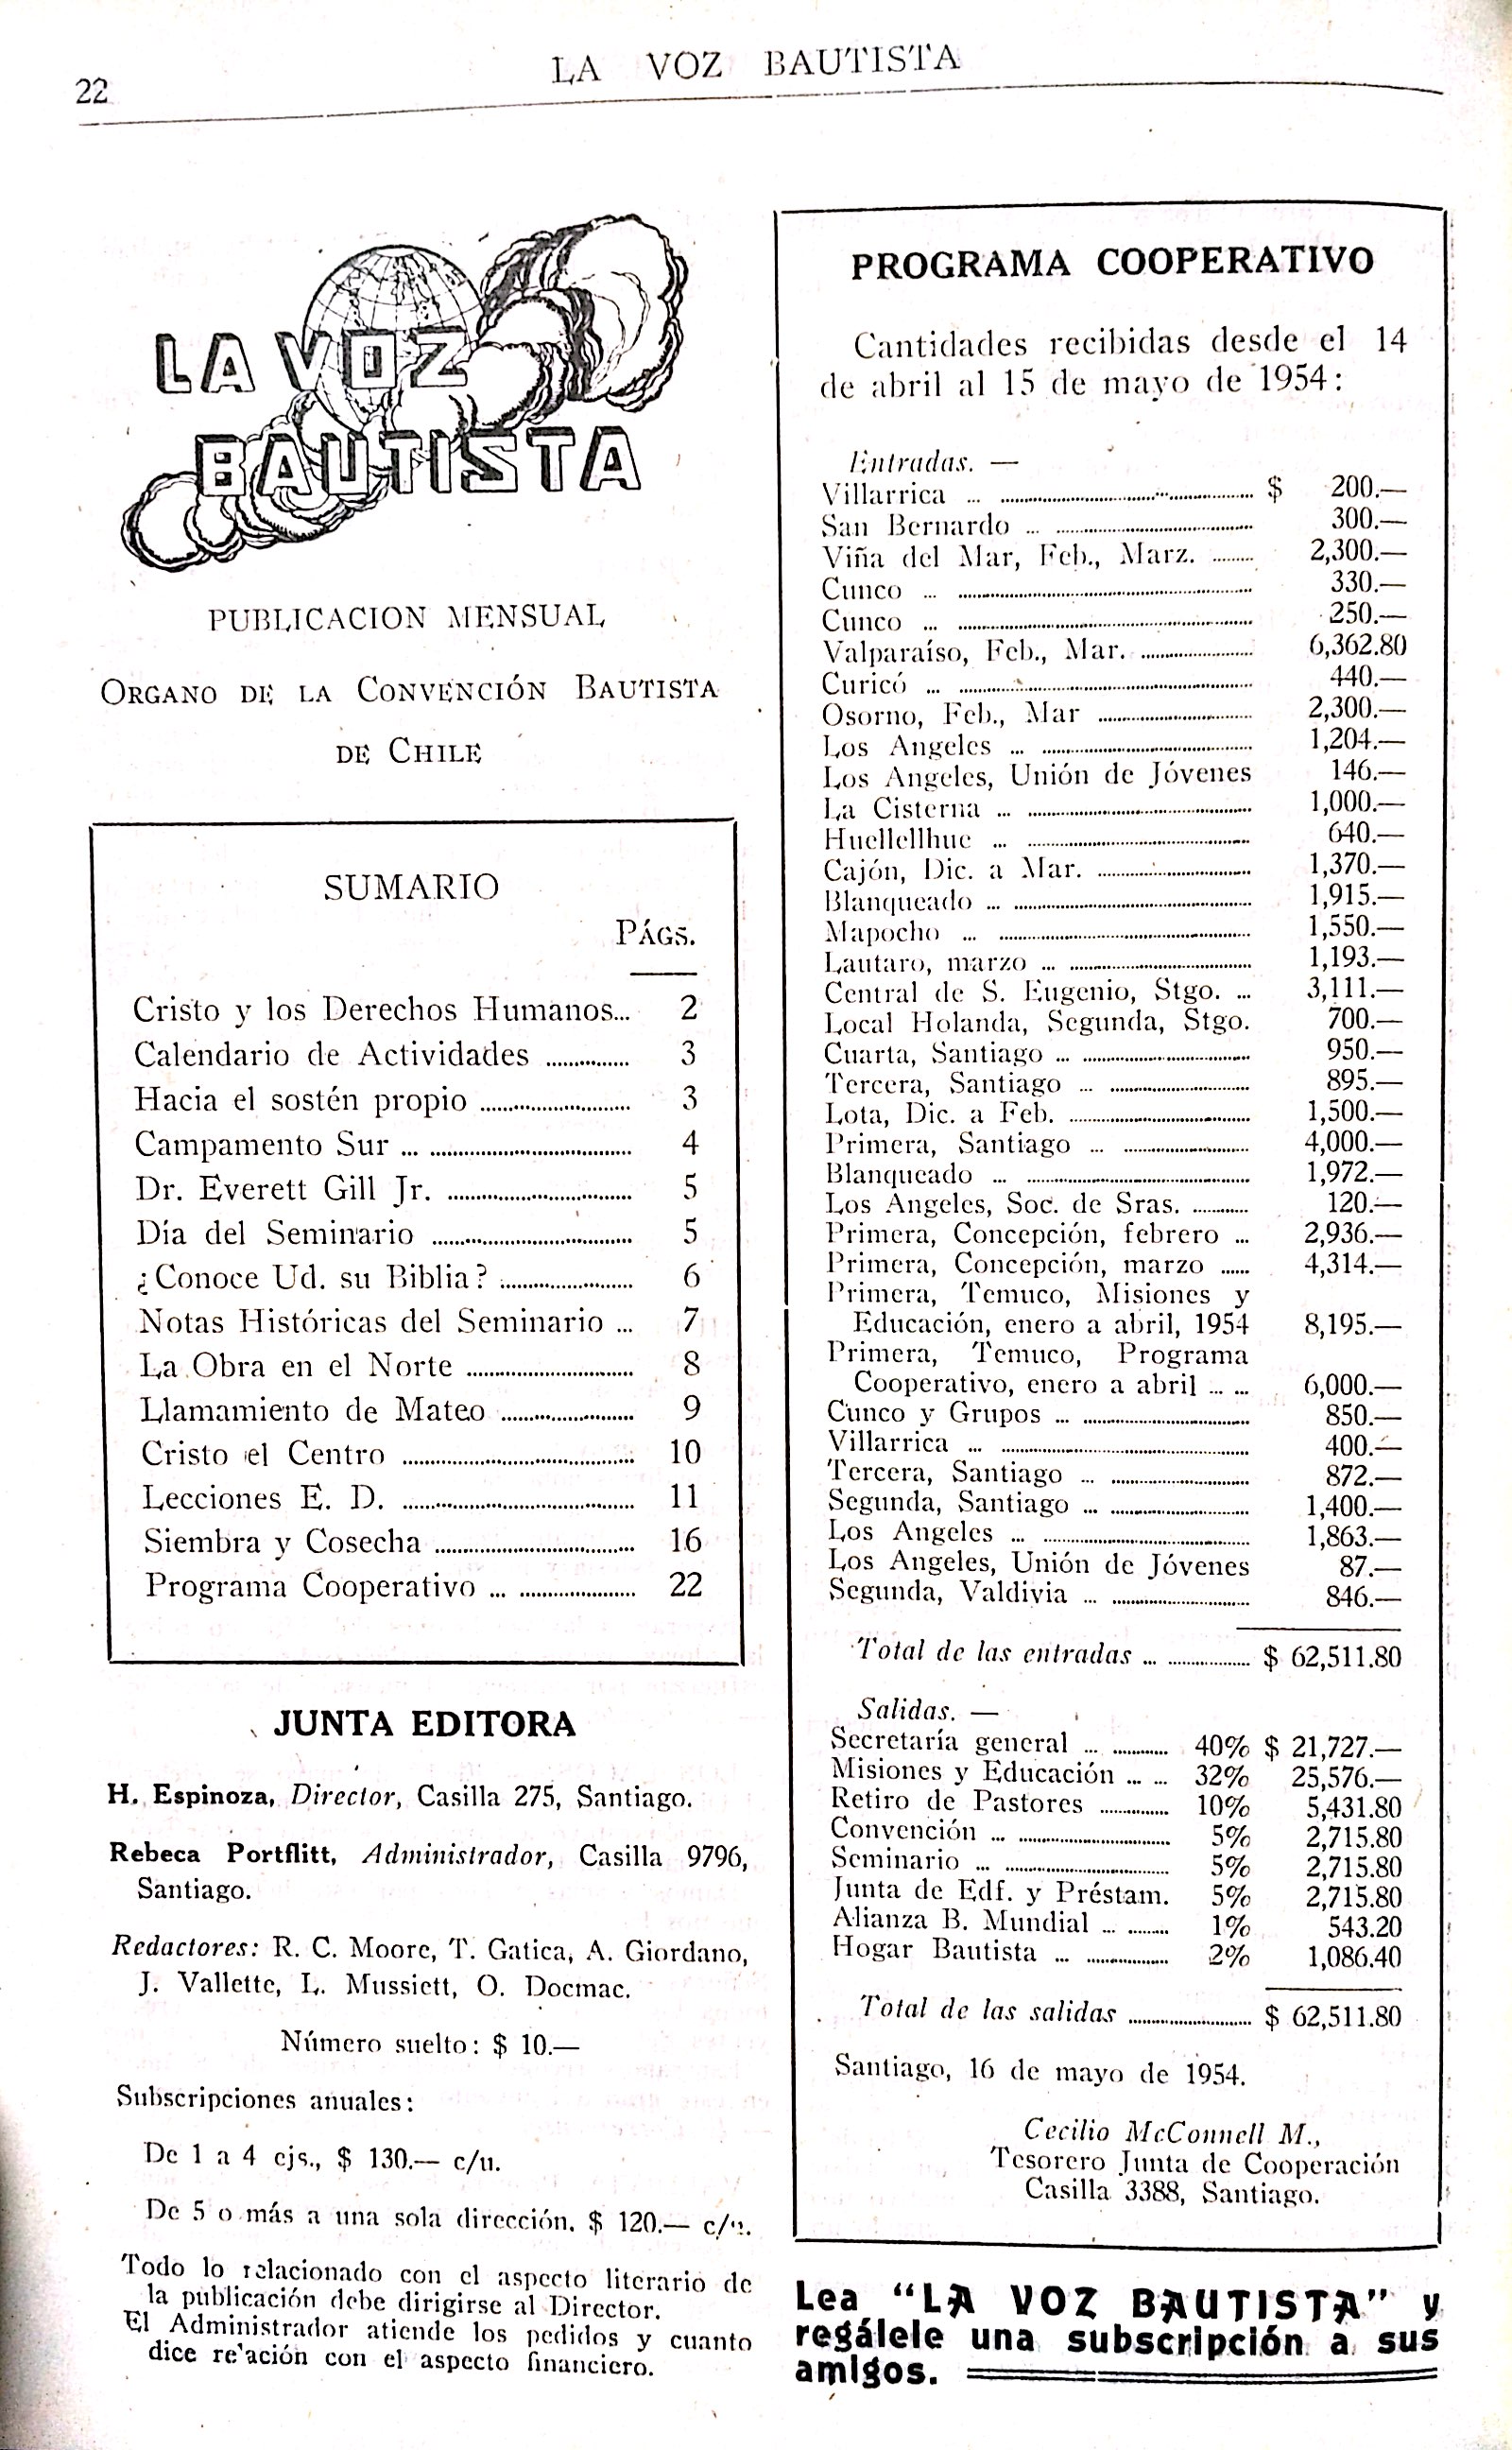 22
LA VOZ BAUTISTA
LA VOZ
BAUTISTA
PUBLICACION MENSUAL
ORGANO DE LA CONVENCIÓN BAUTISTA
DE CHILE
SUMARIO
PÁGS.
Cristo y los Derechos Humanos... 2
Calendario de Actividades ............ 3
Hacia el sostén propio ............ 3
Campamento Sur ... ............ 4
Dr. Everett Gill Jr. ............ 5
Día del Seminario ............ 5
¿Conoce Ud. su Biblia? ............ 6
Notas Históricas del Seminario ... 7
La Obra en el Norte ............ 8
Llamamiento de Mateo ............ 9
Cristo el Centro ............ 10
Lecciones E. D. ............ 11
Siembra y Cosecha ............ 16
Programa Cooperativo ... ............ 22
JUNTA EDITORA
H. Espinoza, Director, Casilla 275, Santiago.
Rebeca Portflitt, Administrador, Casilla 9796,
Santiago.
Redactores: R. C. Moore, T. Gatica, A. Giordano,
J. Vallette, L. Mussiett, O. Docmac.
Número suelto: $ 10.—
Subscripciones anuales:
De 1 a 4 ejs., $ 130.— c/u.
De 5 o más a una sola dirección. $ 120.— c/u.
Todo lo relacionado con el aspecto literario de
la publicación debe dirigirse al Director.
El Administrador atiende los pedidos y cuanto
dice re'ación con el aspecto financiero.
PROGRAMA COOPERATIVO
Cantidades recibidas desde el 14
de abril al 15 de mayo de 1954:
Entradas. —
Villarrica ... ............ $ 200.—
San Bernardo ... ............ 300.—
Viña del Mar, Feb., Marz. ......... 2,300.—
Cunco ... ............ 330.—
Cunco ... ............ 250.—
Valparaíso, Feb., Mar. ............ 6,362.80
Curicó ... ............ 440.—
Osorno, Feb., Mar ............ 2,300.—
Los Angeles ... ............ 1,204.—
Los Angeles, Unión de Jóvenes 146.—
La Cisterna ... ............ 1,000.—
Huellellhue ... ............ 640.—
Cajón, Dic. a Mar. ............ 1,370.—
Blanqueado ... ............ 1,915.—
Mapocho ... ............ 1,550.—
Lautaro, marzo ... ............ 1,193.—
Central de S. Eugenio, Stgo. ... 3,111.—
Local Holanda, Segunda, Stgo. 700.—
Cuarta, Santiago ... ............ 950.—
Tercera, Santiago ... ............ 895.—
Lota, Dic. a Feb. ............ 1,500.—
Primera, Santiago ... ............ 4,000.—
Blanqueado ... ............ 1,972.—
Los Angeles, Soc. de Sras. ............ 120.—
Primera, Concepción, febrero ... 2,936.—
Primera, Concepción, marzo ...... 4,314.—
Primera, Temuco, Misiones y
Educación, enero a abril, 1954 8,195.—
Primera, Temuco, Programa
Cooperativo, enero a abril ... ... 6,000.—
Cunco y Grupos ... ............ 850.—
Villarrica ... ............ 400.—
Tercera, Santiago ... ............ 872.—
Segunda, Santiago ... ............ 1,400.—
Los Angeles ... ............ 1,863.—
Los Angeles, Unión de Jóvenes 87.—
Segunda, Valdivia ... ............ 846.—
Total de las entradas ... ............ $ 62,511.80
Salidas. —
Secretaría general ... ............ 40% $ 21,727.—
Misiones y Educación ... ... 32% 25,576.—
Retiro de Pastores ............ 10% 5,431.80
Convención ... ............ 5% 2,715.80
Seminario ... ............ 5% 2,715.80
Junta de Edf. y Préstam. 5% 2,715.80
Alianza B. Mundial ... ......... 1% 543.20
Hogar Bautista ... ............ 2% 1,086.40
Total de las salidas ............ $ 62,511.80
Santiago, 16 de mayo de 1954.
Cecilio McConnell M.,
Tesorero Junta de Cooperación
Casilla 3388, Santiago.
Lea “LA VOZ BAUTISTA” y
regálele una subscripción a sus
amigos.